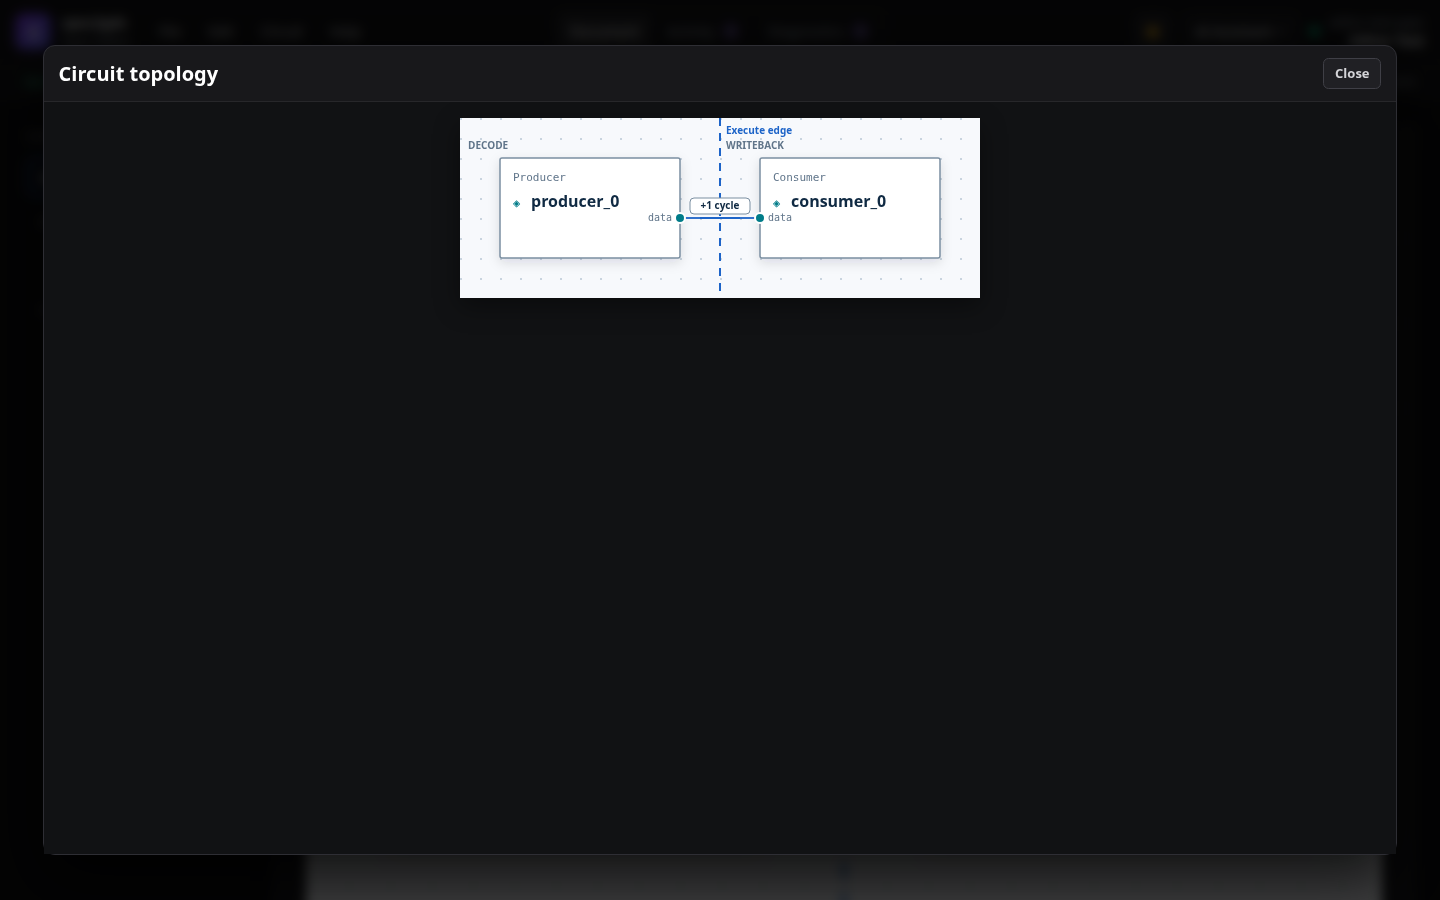 Circuit topology
Close
Execute edge
DECODE
WRITEBACK
Producer
producer_0
data
+1 cycle
Consumer
consumer_0
data